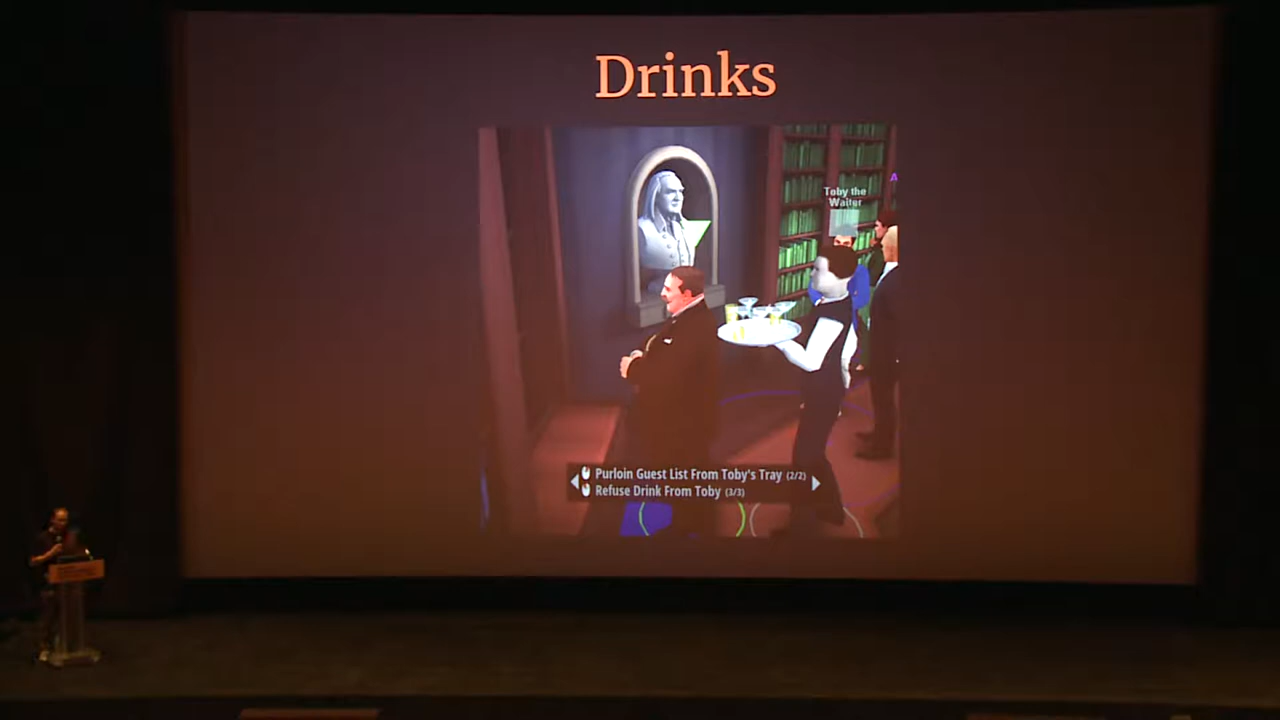 Drinks
Toby the
Waiter
A
Purloin Guest List From Toby's Tray (2/2)
Refuse Drink From Toby (3/3)